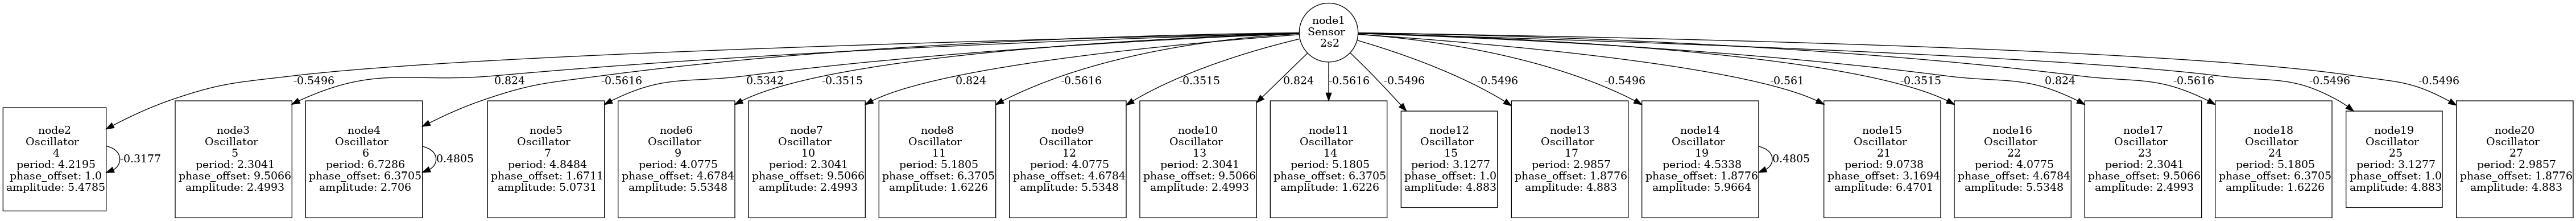 node1
Sensor
2s2
-0.5496
0.824
-0.5616
0.5342
-0.3515
0.824
-0.5616
-0.3515
0.824
-0.5616
-0.5496
-0.5496
-0.5496
-0.561
-0.3515
0.824
-0.5616
-0.5496
-0.5496
node2
Oscillator
4
period: 4.2195
phase_offset: 1.0
amplitude: 5.4785
-0.3177
node3
Oscillator
5
period: 2.3041
phase_offset: 9.5066
amplitude: 2.4993
node4
Oscillator
6
period: 6.7286
phase_offset: 6.3705
amplitude: 2.706
0.4805
node5
Oscillator
7
period: 4.8484
phase_offset: 1.6711
amplitude: 5.0731
node6
Oscillator
9
period: 4.0775
phase_offset: 4.6784
amplitude: 5.5348
node7
Oscillator
10
period: 2.3041
phase_offset: 9.5066
amplitude: 2.4993
node8
Oscillator
11
period: 5.1805
phase_offset: 6.3705
amplitude: 1.6226
node9
Oscillator
12
period: 4.0775
phase_offset: 4.6784
amplitude: 5.5348
node10
Oscillator
13
period: 2.3041
phase_offset: 9.5066
amplitude: 2.4993
node11
Oscillator
14
period: 5.1805
phase_offset: 6.3705
amplitude: 1.6226
node12
Oscillator
15
period: 3.1277
phase_offset: 1.0
amplitude: 4.883
node13
Oscillator
17
period: 2.9857
phase_offset: 1.8776
amplitude: 4.883
node14
Oscillator
19
period: 4.5338
phase_offset: 1.8776
amplitude: 5.9664
0.4805
node15
Oscillator
21
period: 9.0738
phase_offset: 3.1694
amplitude: 6.4701
node16
Oscillator
22
period: 4.0775
phase_offset: 4.6784
amplitude: 5.5348
node17
Oscillator
23
period: 2.3041
phase_offset: 9.5066
amplitude: 2.4993
node18
Oscillator
24
period: 5.1805
phase_offset: 6.3705
amplitude: 1.6226
node19
Oscillator
25
period: 3.1277
phase_offset: 1.0
amplitude: 4.883
node20
Oscillator
27
period: 2.9857
phase_offset: 1.8776
amplitude: 4.883